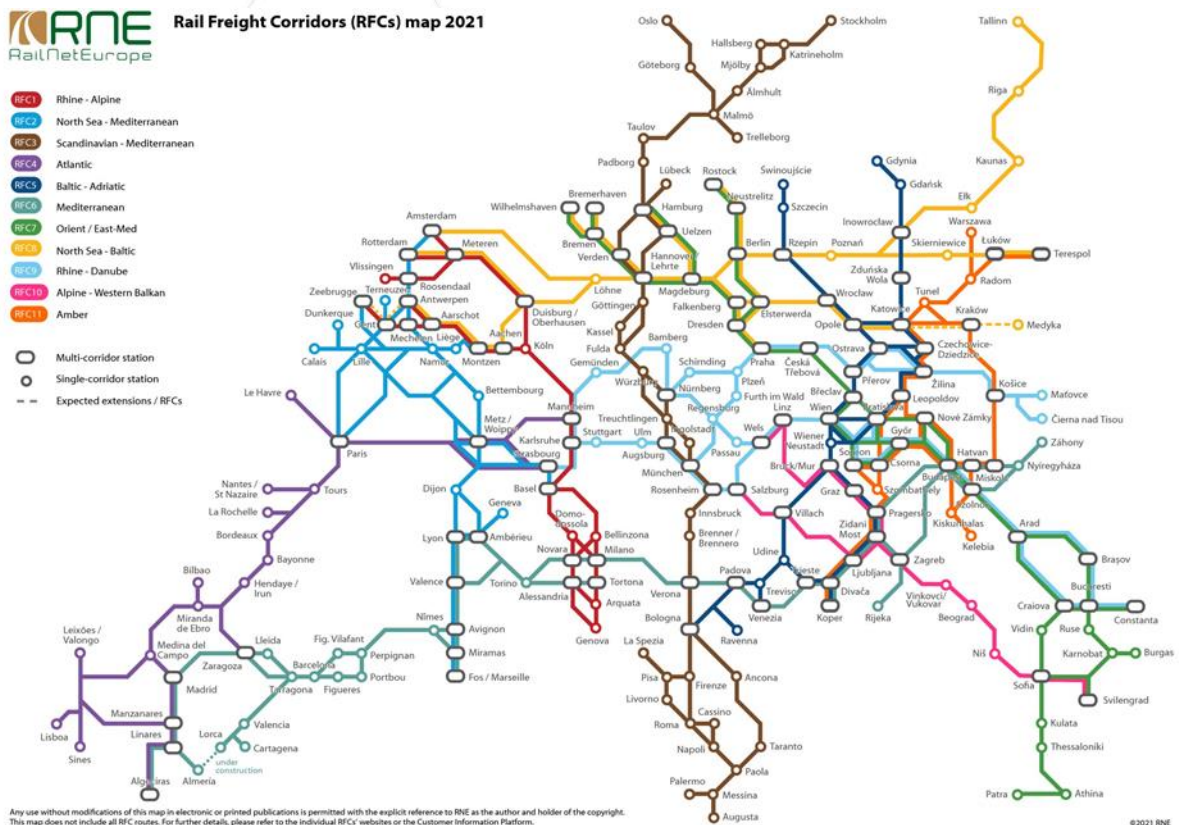 RNE
RailNetEurope
Rail Freight Corridors (RFCs) map 2021
RFC1 Rhine - Alpine
RFC2 North Sea - Mediterranean
RFC3 Scandinavian - Mediterranean
RFC4 Atlantic
RFC5 Baltic - Adriatic
RFC6 Mediterranean
RFC7 Orient / East-Med
RFC8 North Sea - Baltic
RFC9 Rhine - Danube
RFC10 Alpine - Western Balkan
RFC11 Amber
Multi-corridor station
Single-corridor station
Expected extensions / RFCs
Oslo
Stockholm
Tallinn
Hallsberg
Katrineholm
Göteborg
Mjölby
Älmhult
Riga
Malmö
Taulov
Trelleborg
Padborg
Kaunas
Lübeck
Rostock
Swinoujście
Gdynia
Gdańsk
Bremerhaven
Wilhelmshaven
Hamburg
Neustrelitz
Szczecin
Ełk
Inowrocław
Warszawa
Amsterdam
Bremen
Uelzen
Verden
Berlin
Rzepin
Poznań
Skierniewice
Łuków
Terespol
Rotterdam
Meteren
Hannover/
Lehrte
Vlissingen
Roosendaal
Löhne
Magdeburg
Zduńska
Wola
Radom
Zeebrugge
Terneuzen
Antwerpen
Göttingen
Falkenberg
Wrocław
Tunel
Dunkerque
Gent
Aarschot
Duisburg /
Oberhausen
Elsterwerda
Katowice
Kraków
Mechelen
Liège
Aachen
Kassel
Dresden
Opole
Medyka
Calais
Lille
Namur
Montzen
Köln
Fulda
Bamberg
Praha
Česká
Třebová
Ostrava
Czechowice-
Dziedzice
Gemünden
Schirnding
Plzeň
Přerov
Žilina
Košice
Le Havre
Bettembourg
Würzburg
Nürnberg
Furth im Wald
Břeclav
Leopoldov
Maťovce
Mannheim
Regensburg
Linz
Wien
Bratislava
Nové Zámky
Čierna nad Tisou
Metz /
Woippy
Treuchtlingen
Karlsruhe
Stuttgart
Ulm
Ingolstadt
Wels
Wiener
Neustadt
Győr
Záhony
Paris
Strasbourg
Augsburg
Passau
Sopron
Csorna
Hatvan
Nyíregyháza
München
Bruck/Mur
Budapest
Miskolc
Nantes /
St Nazaire
Tours
Dijon
Basel
Rosenheim
Salzburg
Graz
Szombathely
Szolnok
La Rochelle
Geneva
Domo-
dossola
Innsbruck
Villach
Pragersko
Kiskunhalas
Arad
Bordeaux
Lyon
Ambérieu
Bellinzona
Brenner /
Brennero
Zidani
Most
Kelebia
Bayonne
Novara
Milano
Udine
Zagreb
Brașov
Bilbao
Hendaye /
Irun
Valence
Torino
Tortona
Verona
Padova
Trieste
Ljubljana
Bucuresti
Alessandria
Treviso
Divača
Vinkovci/
Vukovar
Miranda
de Ebro
Nîmes
Arquata
Venezia
Koper
Rijeka
Beograd
Craiova
Constanta
Leixões /
Valongo
Avignon
Genova
Bologna
Ravenna
Vidin
Ruse
Medina del
Campo
Lleida
Fig. Vilafant
La Spezia
Zaragoza
Barcelona
Perpignan
Miramas
Niš
Karnobat
Burgas
Madrid
Tarragona
Figueres
Portbou
Fos / Marseille
Pisa
Firenze
Ancona
Sofia
Svilengrad
Livorno
Manzanares
Valencia
Roma
Cassino
Kulata
Lisboa
Linares
Lorca
Cartagena
Napoli
Taranto
Thessaloniki
Sines
under
construction
Algeciras
Almería
Paola
Palermo
Messina
Patra
Athina
Augusta
Any use without modifications of this map in electronic or printed publications is permitted with the explicit reference to RNE as the author and holder of the copyright.
This map does not include all RFC routes. For further details, please refer to the individual RFCs' websites or the Customer Information Platform.
©2021 RNE